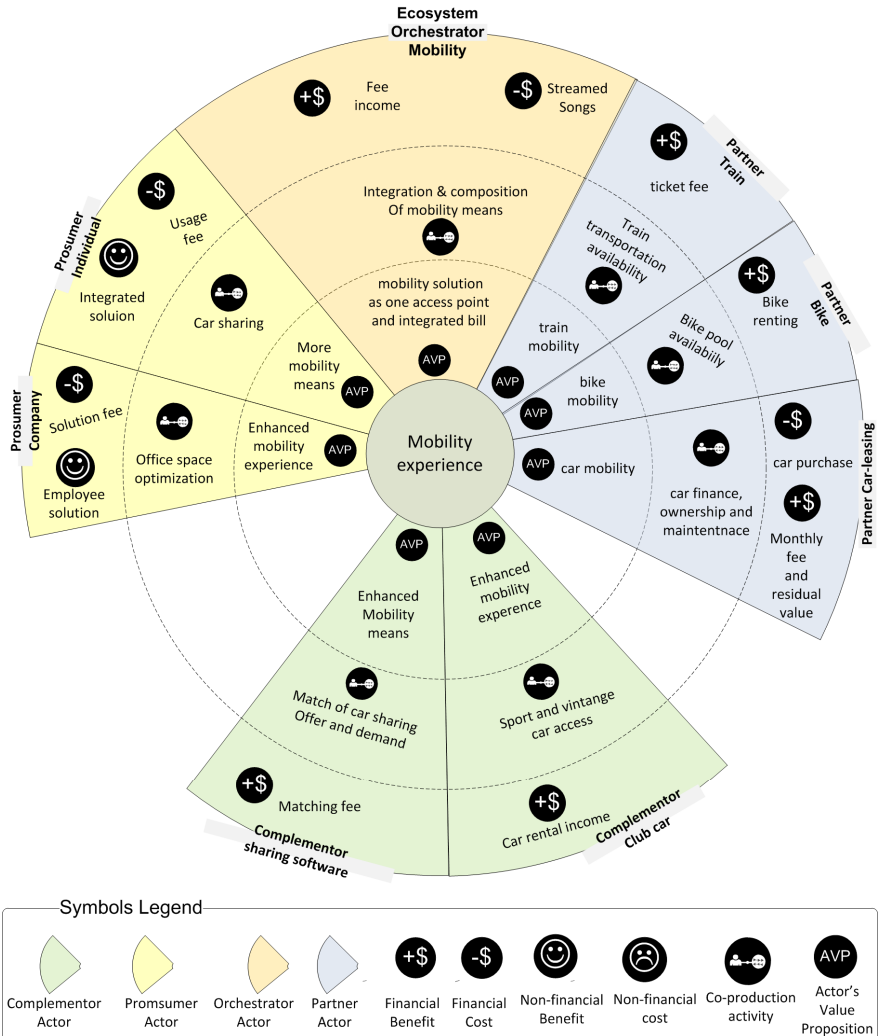 Ecosystem
Orchestrator
Mobility
+$
Fee
income
-$
Streamed
Songs
Integration & composition
Of mobility means
mobility solution
as one access point
and integrated bill
AVP
Partner
Train
+$
ticket fee
Train
transportation
availability
train
mobility
AVP
Partner
Bike
+$
Bike
renting
Bike pool
availabiliy
bike
mobility
AVP
Partner Car-leasing
-$
car purchase
+$
Monthly
fee
and
residual
value
car finance,
ownership and
maintentnace
car mobility
AVP
Complementor
Club car
+$
Car rental income
Sport and vintange
car access
Enhanced
mobility
experence
AVP
Complementor
sharing software
+$
Matching fee
Match of car sharing
Offer and demand
Enhanced
Mobility
means
AVP
Prosumer
Company
-$
Solution fee
Employee
solution
Office space
optimization
Enhanced
mobility
experience
AVP
Prosumer
Individual
-$
Usage
fee
Integrated
soluion
Car sharing
More
mobility
means
AVP
Mobility
experience
Symbols Legend
Complementor
Actor
Promsumer
Actor
Orchestrator
Actor
Partner
Actor
+$
Financial
Benefit
-$
Financial
Cost
Non-financial
Benefit
Non-financial
cost
Co-production
activity
AVP
Actor’s
Value
Proposition